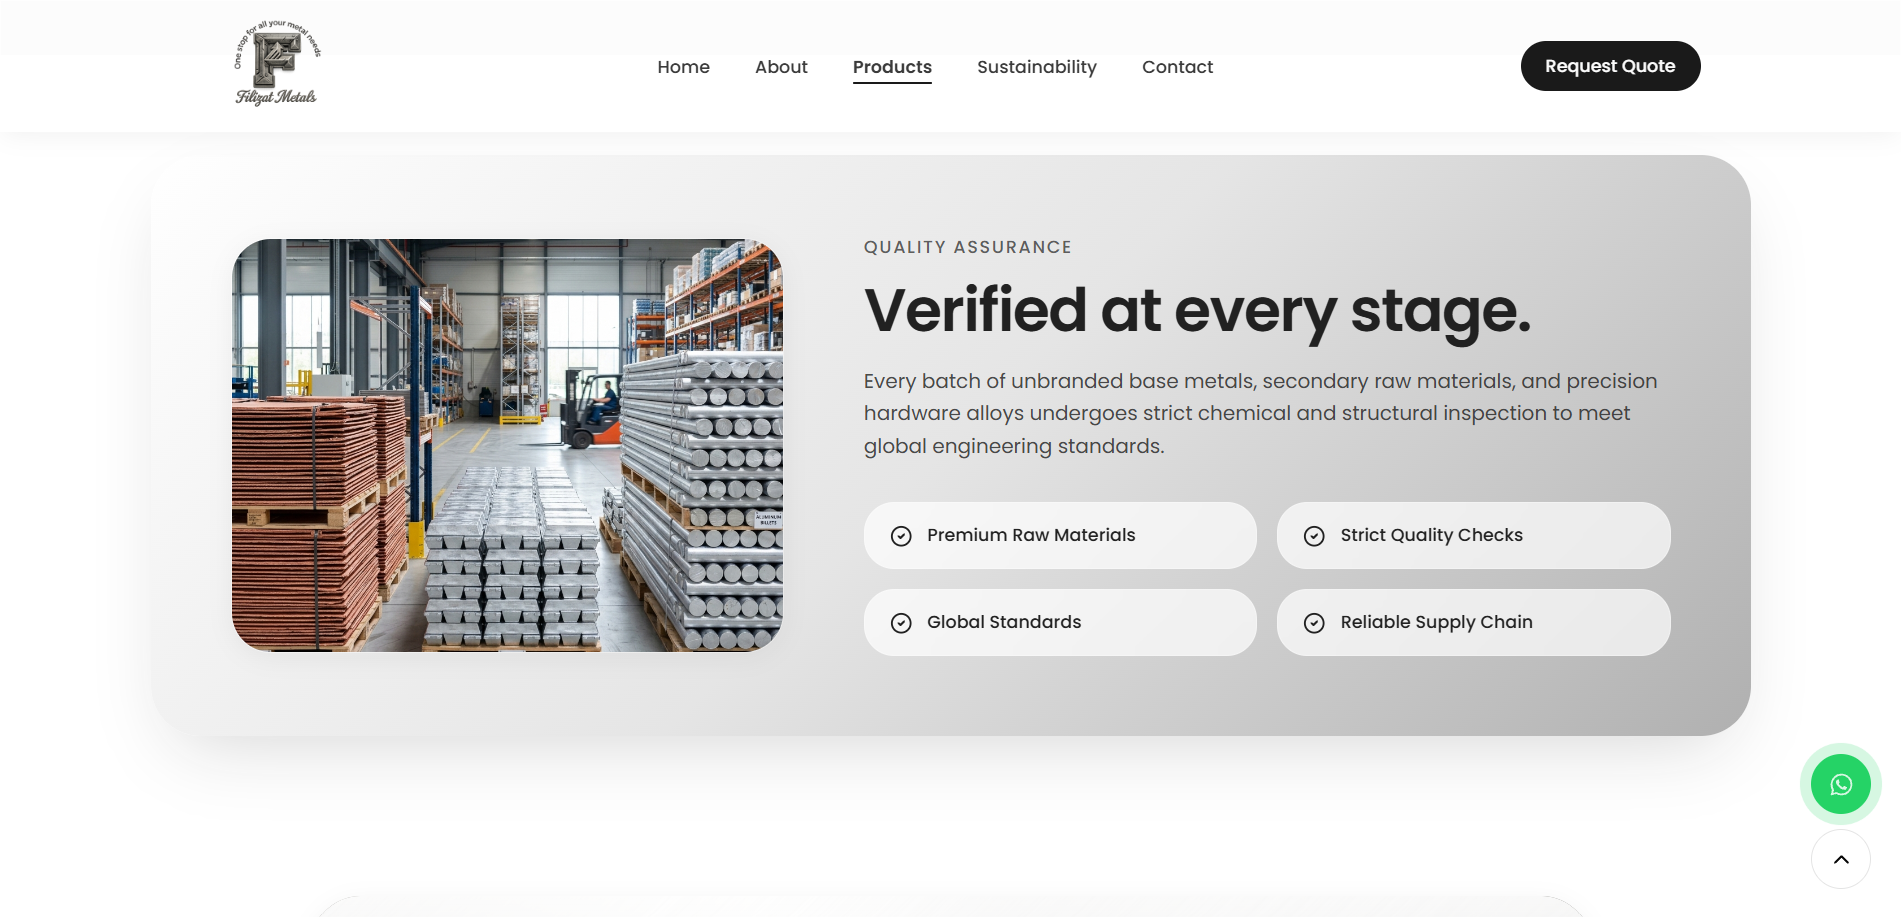 One stop for all your metal needs
Filizat Metals
Home
About
Products
Sustainability
Contact
Request Quote
QUALITY ASSURANCE
Verified at every stage.
Every batch of unbranded base metals, secondary raw materials, and precision
hardware alloys undergoes strict chemical and structural inspection to meet
global engineering standards.
ALUMINUM
BILLETS
Premium Raw Materials
Strict Quality Checks
Global Standards
Reliable Supply Chain